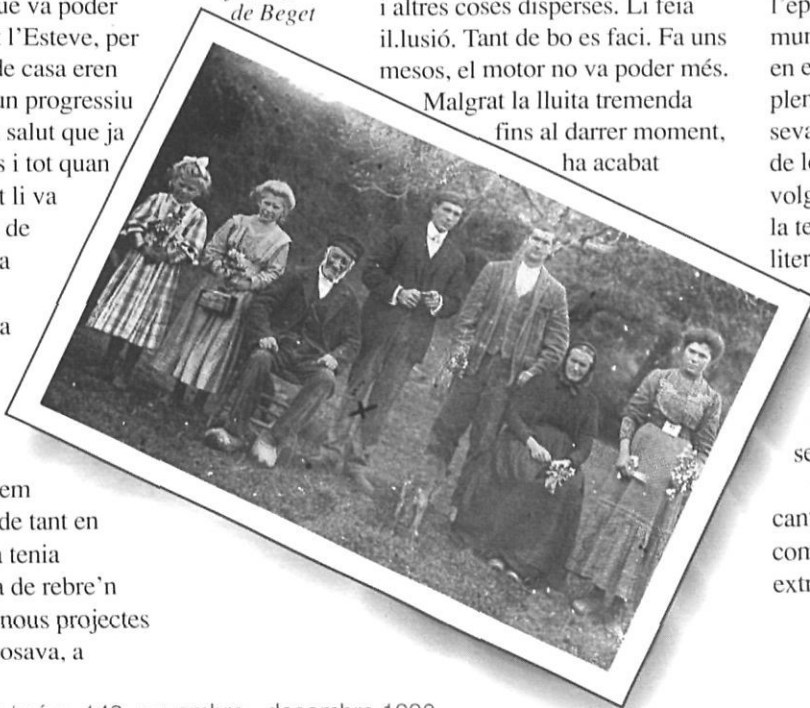 ue va poder
l'Esteve, per
de casa eren
un progressiu
salut que ja
s i tot quan
t li va
de
a
a
em
de tant en
tenia
a de rebre'n
nous projectes
osava, a
de Beget
i altres coses disperses. Li feia
il.lusió. Tant de bo es faci. Fa uns
mesos, el motor no va poder més.
Malgrat la lluita tremenda
fins al darrer moment,
ha acabat
l'èp
mun
en e
plen
seva
de l
volg
la te
liter
se
can
com
extr